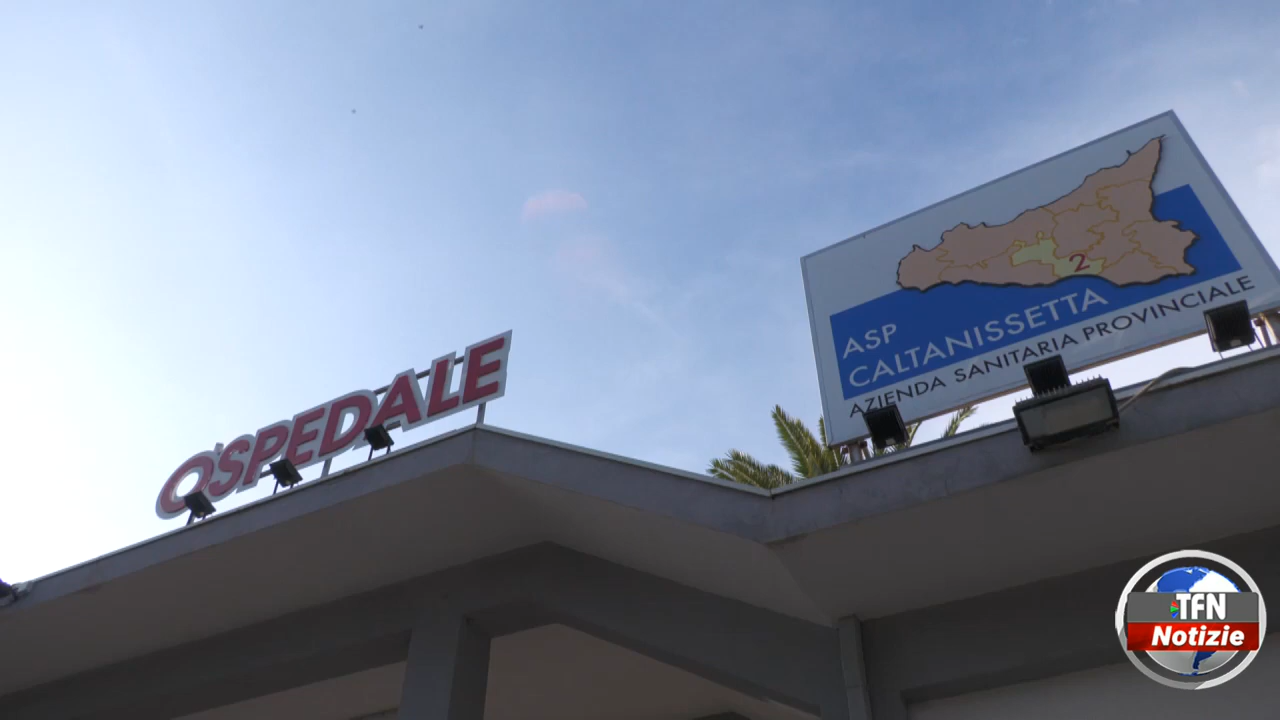 OSPEDALE
2
ASP
CALTANISSETTA
AZIENDA SANITARIA PROVINCIALE
TFN
Notizie